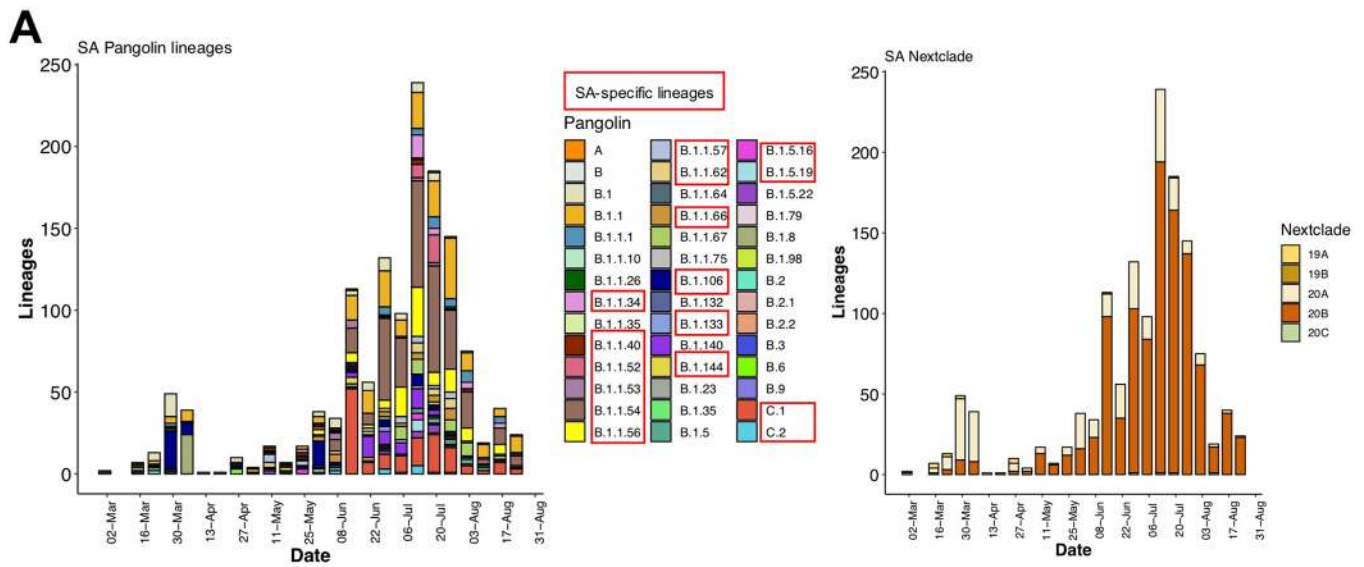 A
SA Pangolin lineages
250
200
150
100
50
0
Lineages
02–Mar
16–Mar
30–Mar
13–Apr
27–Apr
11–May
25–May
08–Jun
22–Jun
06–Jul
20–Jul
03–Aug
17–Aug
31–Aug
Date
SA-specific lineages
Pangolin
A
B
B.1
B.1.1
B.1.1.1
B.1.1.10
B.1.1.26
B.1.1.34
B.1.1.35
B.1.1.40
B.1.1.52
B.1.1.53
B.1.1.54
B.1.1.56
B.1.1.57
B.1.1.62
B.1.1.64
B.1.1.66
B.1.1.67
B.1.1.75
B.1.106
B.1.132
B.1.133
B.1.140
B.1.144
B.1.23
B.1.35
B.1.5
B.1.5.16
B.1.5.19
B.1.5.22
B.1.79
B.1.8
B.1.98
B.2
B.2.1
B.2.2
B.3
B.6
B.9
C.1
C.2
SA Nextclade
250
200
150
100
50
0
Lineages
02–Mar
16–Mar
30–Mar
13–Apr
27–Apr
11–May
25–May
08–Jun
22–Jun
06–Jul
20–Jul
03–Aug
17–Aug
31–Aug
Date
Nextclade
19A
19B
20A
20B
20C